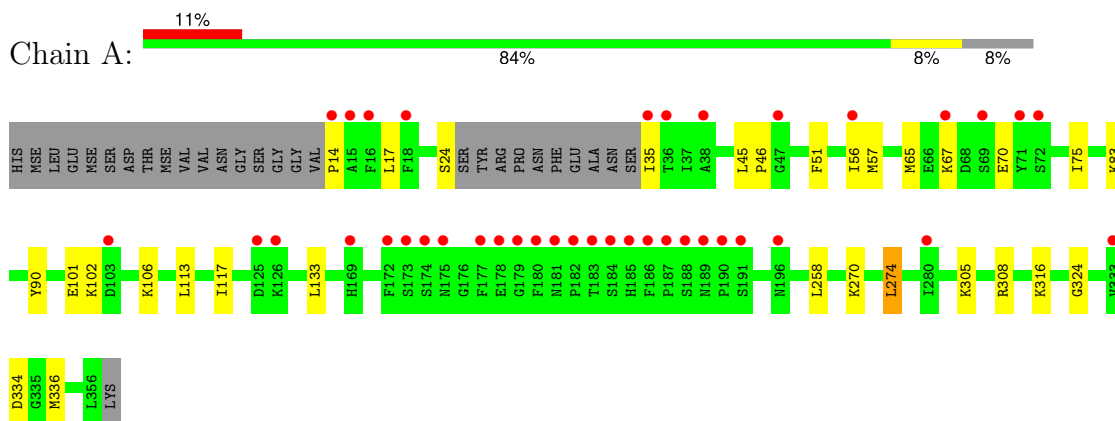 11%
Chain A:
84% 8% 8%
HIS MSE LEU GLU MSE SER ASP THR MSE VAL VAL ASN GLY SER GLY GLY VAL P14 A15 F16 L17 F18 S24 SER TYR ARG PRO ASN PHE GLU ALA ASN SER I35 T36 I37 A38 L45 P46 G47 F51 I56 M57 M65 E66 K67 D68 S69 E70 Y71 S72 I75 K83
Y90 E101 K102 D103 K106 L113 I117 D125 K126 L133 H169 F172 S173 S174 N175 G176 F177 E178 G179 F180 N181 P182 T183 S184 H185 F186 P187 S188 N189 P190 S191 N196 L258 K270 L274 I280 K305 R308 K316 G324 V333
D334 G335 M336 L356 LYS